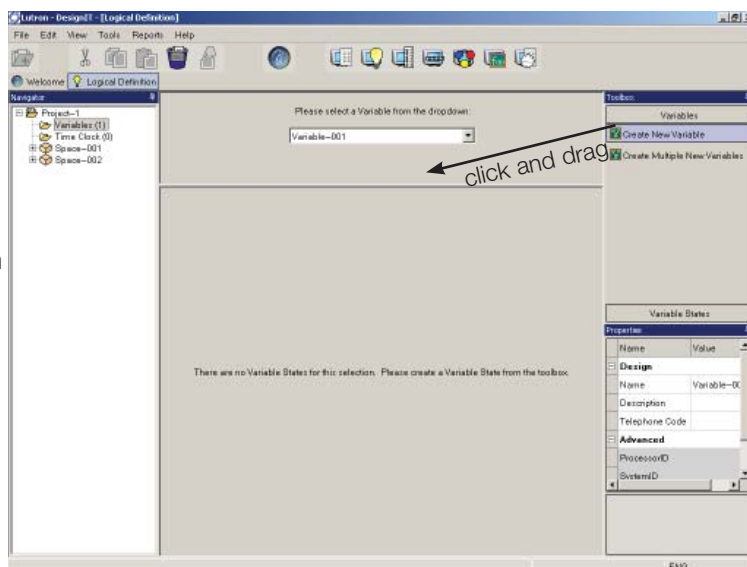 Lutron - DesignIT - [Logical Definition]
File Edit View Tools Reports Help
Welcome Logical Definition
Navigator
Project-1
Variables (1)
Time Clock (0)
Space-001
Space-002
Please select a Variable from the dropdown:
Variable-001
click and drag
There are no Variable States for this selection. Please create a Variable State from the toolbox.
Toolbox
Variables
Create New Variable
Create Multiple New Variables
Variable States
Properties
Name Value
Design
Name Variable-00
Description
Telephone Code
Advanced
ProcessorID
SystemID
ENG